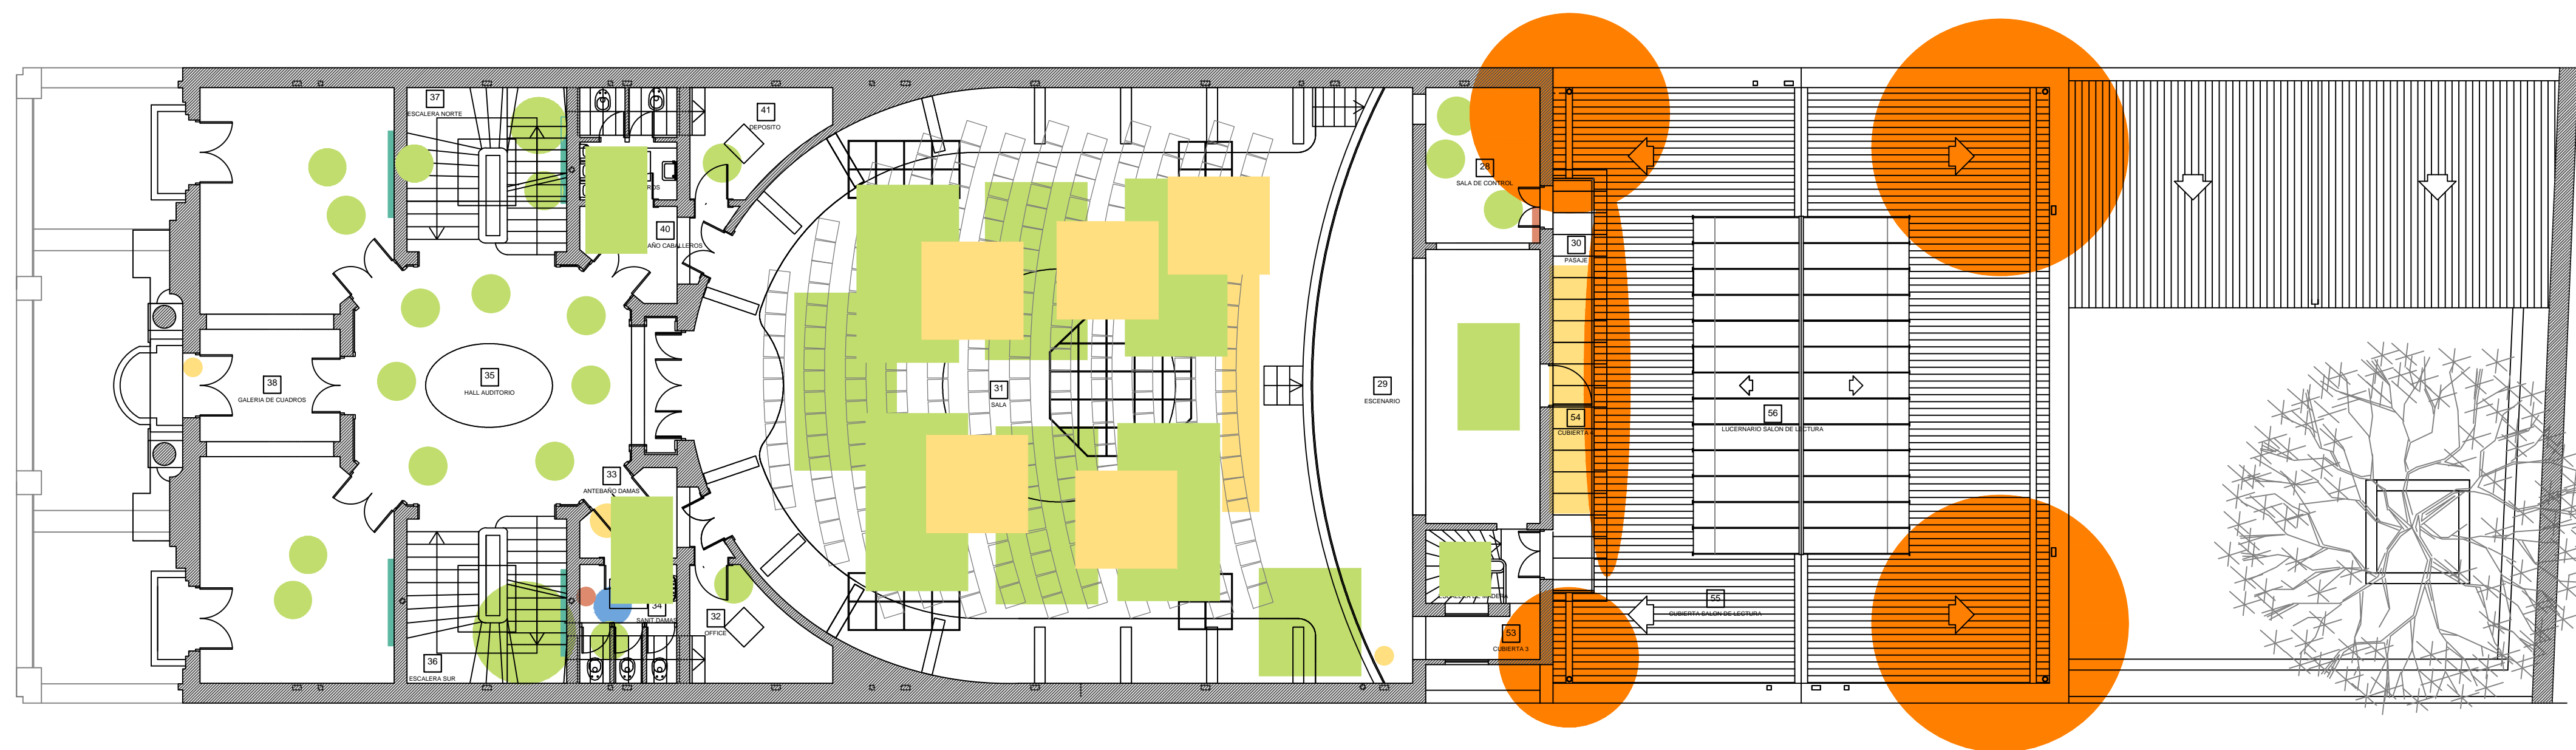 37
ESCALERA NORTE
41
DEPOSITO
28
SALA DE CONTROL
40
30
PASAJE
35
HALL AUDITORIO
38
GALERIA DE CUADROS
31
SALA
29
ESCENARIO
54
CUBIERTA
56
LUCERNARIO SALON DE LECTURA
33
ANTEBAÑO DAMAS
34
SANIT.DAMAS
32
OFFICE
55
CUBIERTA SALON DE LECTURA
53
CUBIERTA 3
36
ESCALERA SUR